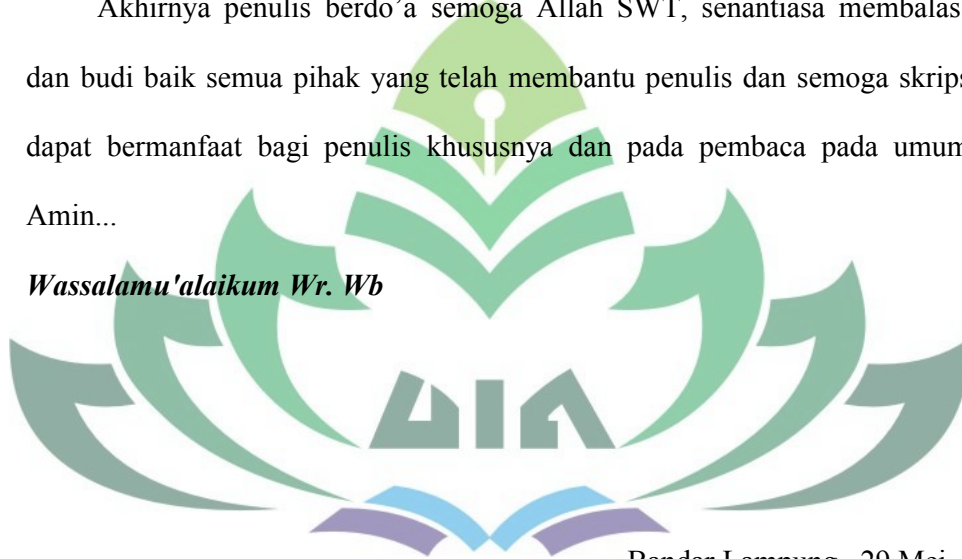 Akhirnya penulis berdo'a semoga Allah SWT, senantiasa membalas
dan budi baik semua pihak yang telah membantu penulis dan semoga skrips
dapat bermanfaat bagi penulis khususnya dan pada pembaca pada umum
Amin...
Wassalamu'alaikum Wr. Wb
UIN
Bandar Lampung, 29 Mei